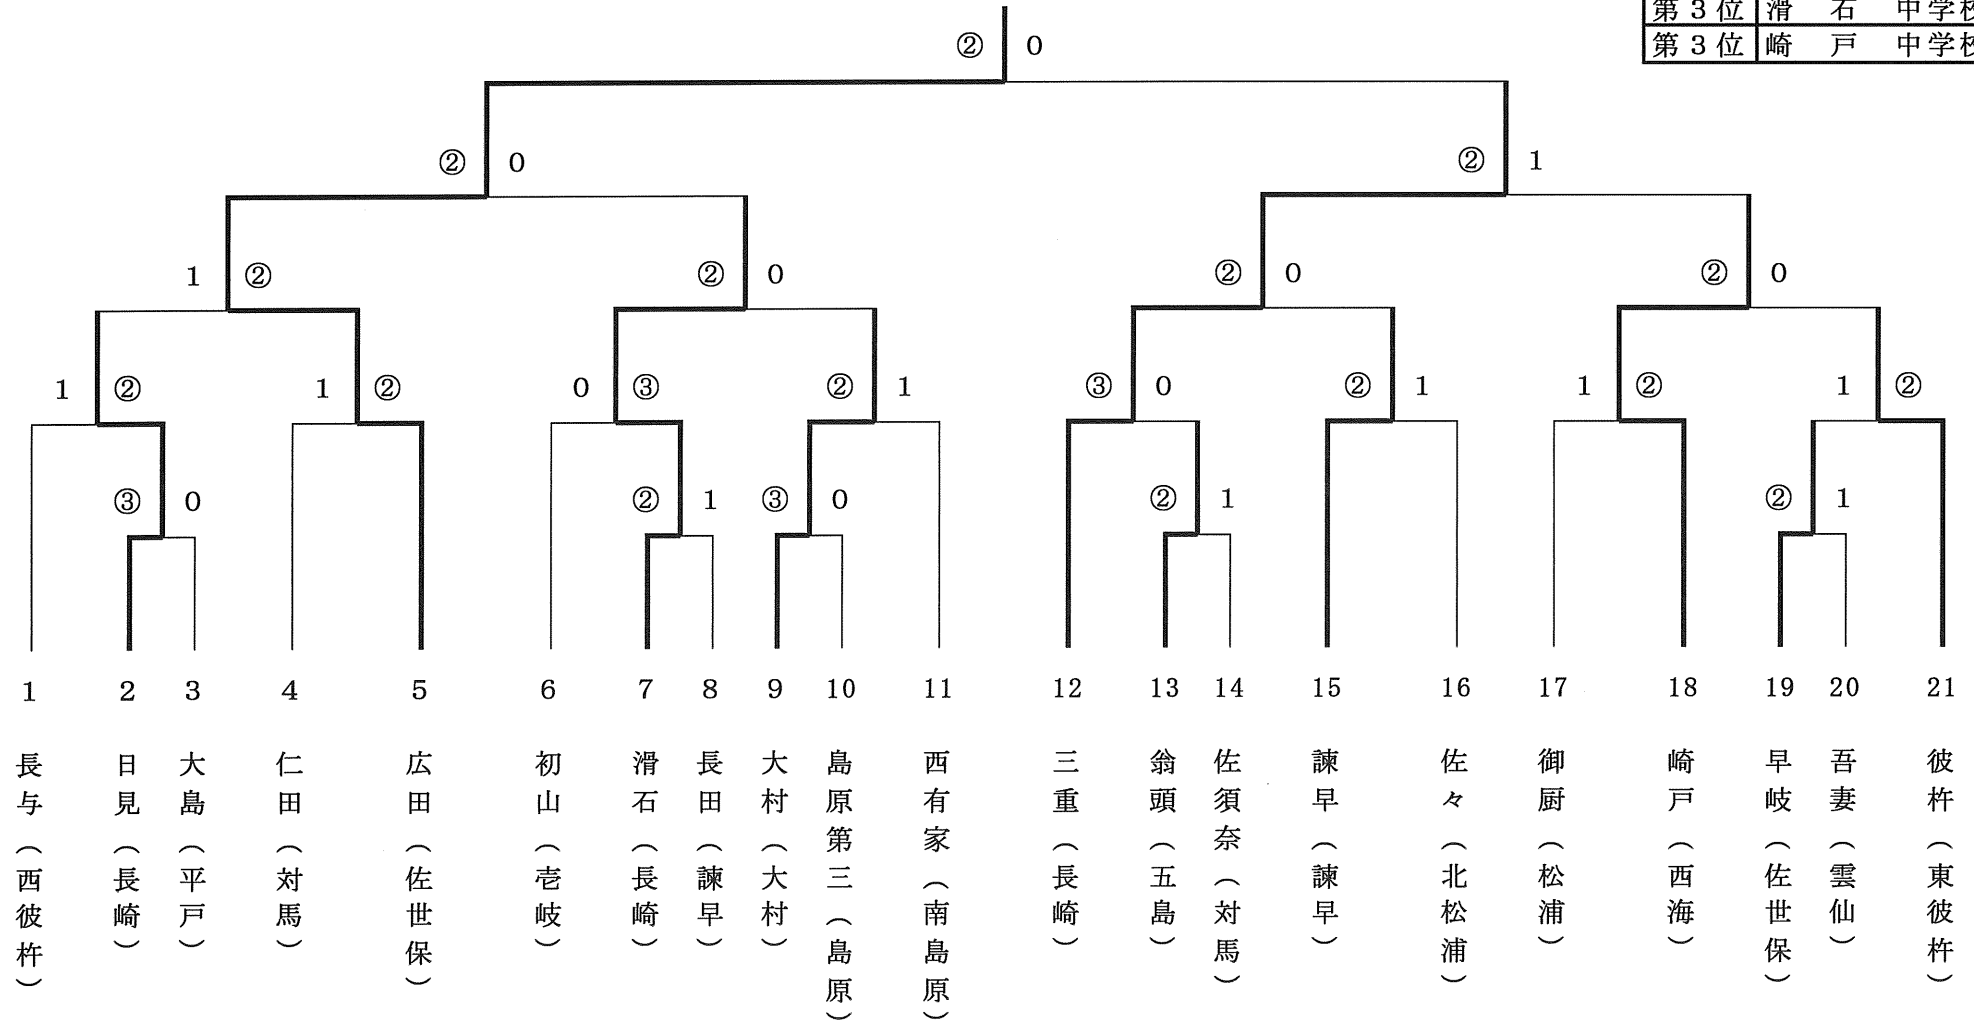 第3位 滑石 中学校
第3位 崎戸 中学校
② 0
② 0 ② 1
1 ② ② 0 ② 0 ② 0
1 ② 1 ② 0 ③ ② 1 ③ 0 ② 1 1 ② 1 ②
③ 0 ② 1 ③ 0 ② 1 ② 1
1 2 3 4 5 6 7 8 9 10 11 12 13 14 15 16 17 18 19 20 21
長与(西彼杵)
日見(長崎)
大島(平戸)
仁田(対馬)
広田(佐世保)
初山(壱岐)
滑石(長崎)
長田(諫早)
大村(大村)
島原第三(島原)
西有家(南島原)
三重(長崎)
翁頭(五島)
佐須奈(対馬)
諫早(諫早)
佐々(北松浦)
御厨(松浦)
崎戸(西海)
早岐(佐世保)
吾妻(雲仙)
彼杵(東彼杵)